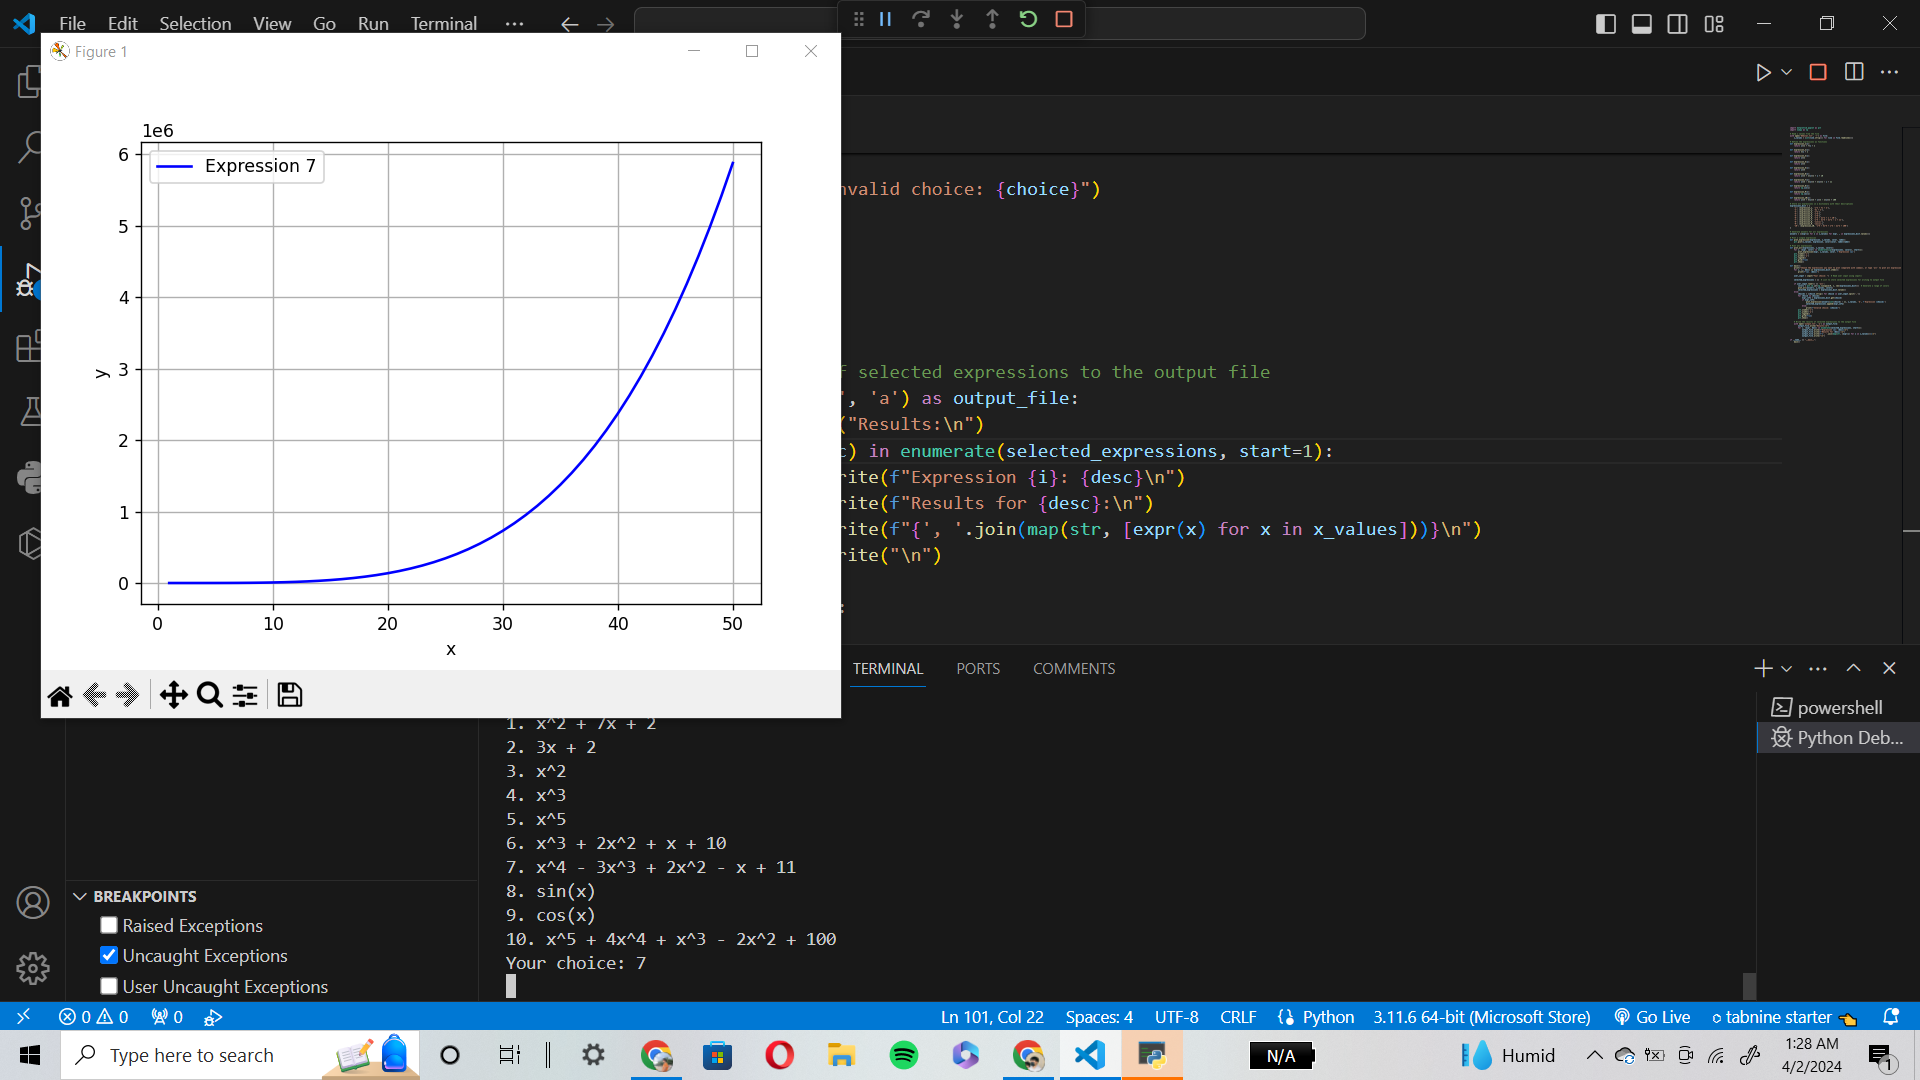 File Edit Selection View Go Run Terminal ...
Figure 1
1e6
Expression 7
6
5
4
3
2
1
0
y
0 10 20 30 40 50
x
nvalid choice: {choice}")
f selected expressions to the output file
', 'a') as output_file:
("Results:\n")
c) in enumerate(selected_expressions, start=1):
rite(f"Expression {i}: {desc}\n")
rite(f"Results for {desc}:\n")
rite(f"{', '.join(map(str, [expr(x) for x in x_values]))}\n")
rite("\n")
:
TERMINAL PORTS COMMENTS
powershell
Python Deb...
1. x^2 + 7x + 2
2. 3x + 2
3. x^2
4. x^3
5. x^5
6. x^3 + 2x^2 + x + 10
7. x^4 - 3x^3 + 2x^2 - x + 11
8. sin(x)
9. cos(x)
10. x^5 + 4x^4 + x^3 - 2x^2 + 100
Your choice: 7
BREAKPOINTS
Raised Exceptions
Uncaught Exceptions
User Uncaught Exceptions
0 0 0 Ln 101, Col 22 Spaces: 4 UTF-8 CRLF Python 3.11.6 64-bit (Microsoft Store) Go Live tabnine starter
Type here to search
N/A
Humid
1:28 AM
4/2/2024
1